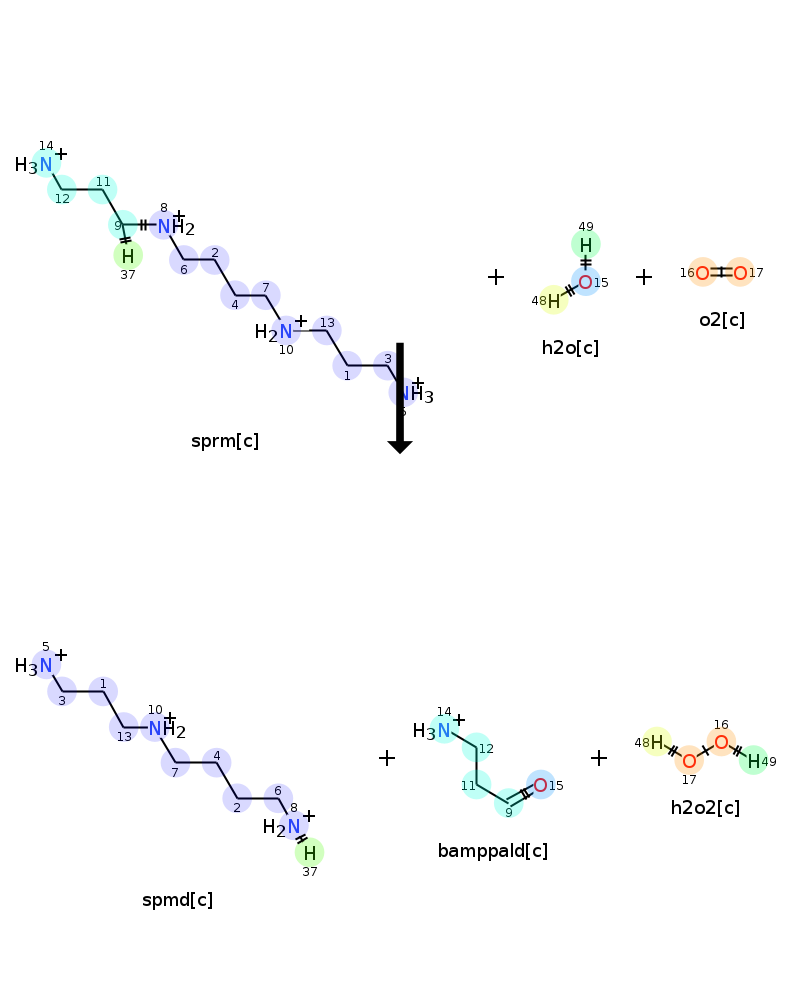 14
H3N+
11
12
9
8
NH2+
37
H
6
2
4
7
H2N+
10
13
1
3
NH3+
sprm[c]
+
49
H
48H
O15
h2o[c]
+
16O
O17
o2[c]
5
H3N+
3
1
13
10
NH2+
7
4
2
6
8
H2N+
H
37
spmd[c]
+
14
H3N+
12
11
9
O15
bamppald[c]
+
48H
16
O
O
17
H49
h2o2[c]